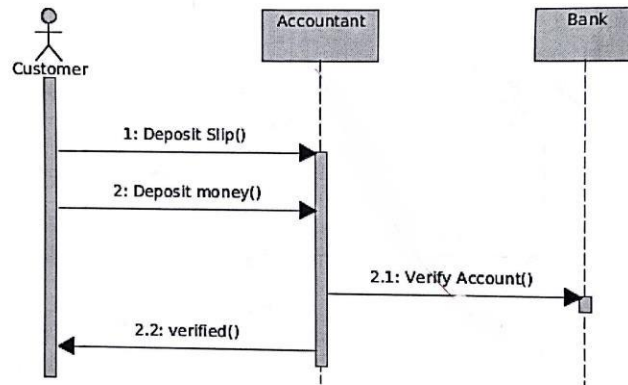 Accountant
Bank
Customer
1: Deposit Slip()
2: Deposit money()
2.1: Verify Account()
2.2: verified()